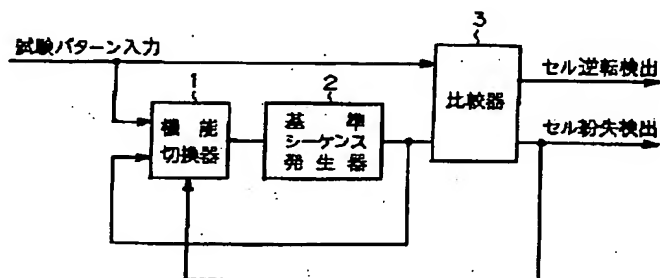 試験パターン入力
1
機能
切換器
2
基準
シーケンス
発生器
3
比較器
セル逆転検出
セル紛失検出